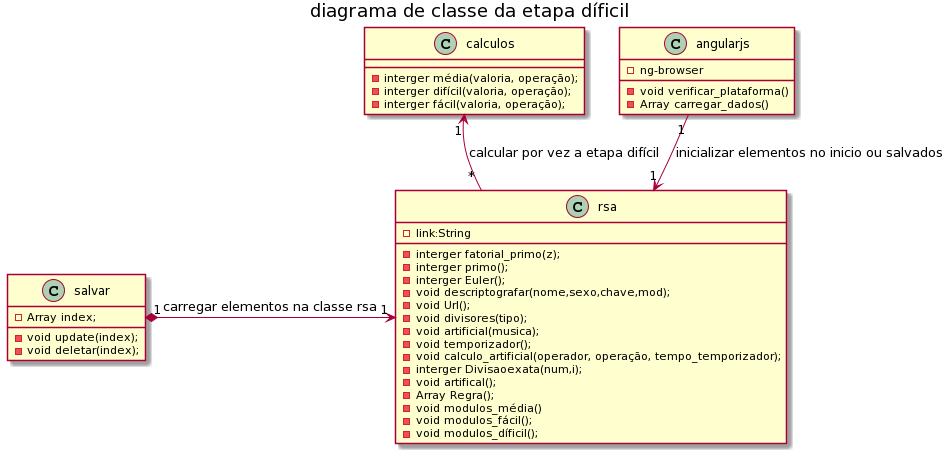 diagrama de classe da etapa díficil
C calculos
interger média(valoria, operação);
interger difícil(valoria, operação);
interger fácil(valoria, operação);
C angularjs
ng-browser
void verificar_plataforma()
Array carregar_dados()
1
1
calcular por vez a etapa difícil
inicializar elementos no inicio ou salvados
*
1
C rsa
link:String
interger fatorial_primo(z);
interger primo();
interger Euler();
void descriptografar(nome,sexo,chave,mod);
void Url();
void divisores(tipo);
void artificial(musica);
void temporizador();
void calculo_artificial(operador, operação, tempo_temporizador);
interger Divisaoexata(num,i);
void artifical();
Array Regra();
void modulos_média()
void modulos_fácil();
void modulos_díficil();
C salvar
Array index;
void update(index);
void deletar(index);
1 carregar elementos na classe rsa 1